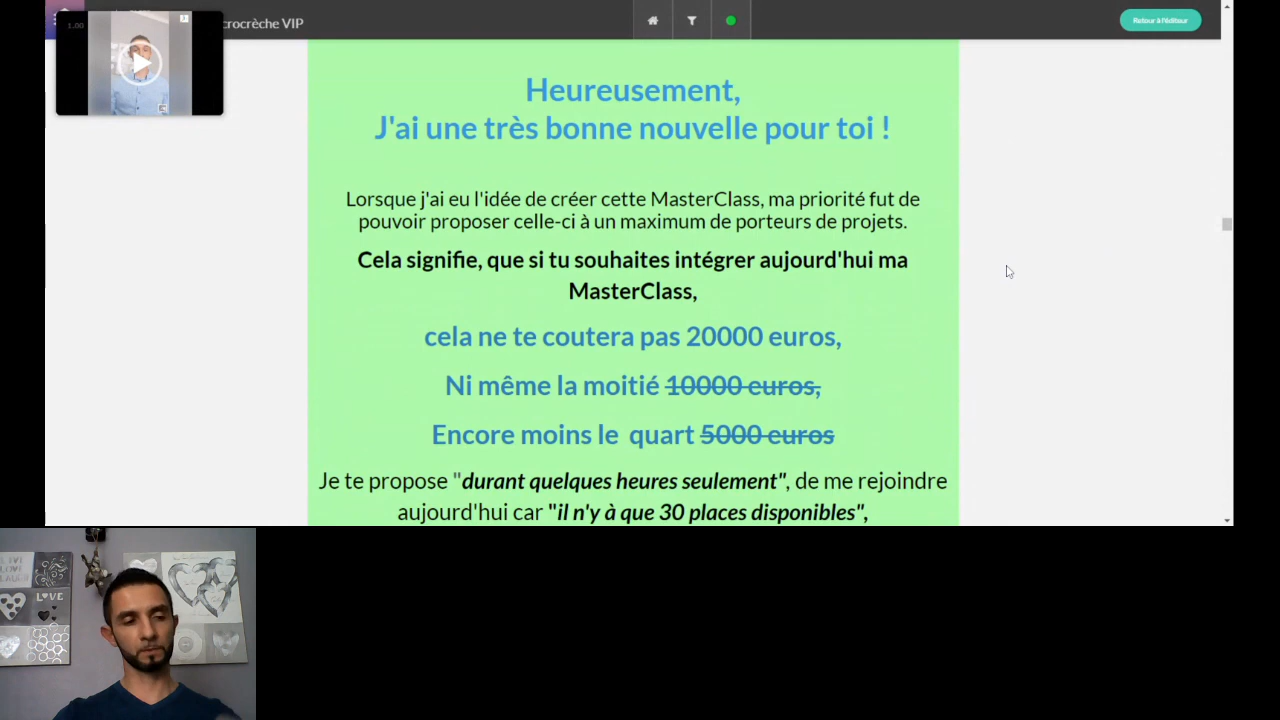 1,00
crocrèche VIP
Retour à l'éditeur
Heureusement,
J'ai une très bonne nouvelle pour toi !
Lorsque j'ai eu l'idée de créer cette MasterClass, ma priorité fut de
pouvoir proposer celle-ci à un maximum de porteurs de projets.
Cela signifie, que si tu souhaites intégrer aujourd'hui ma
MasterClass,
cela ne te coutera pas 20000 euros,
Ni même la moitié 10000 euros,
Encore moins le quart 5000 euros
Je te propose "durant quelques heures seulement", de me rejoindre
aujourd'hui car "il n'y à que 30 places disponibles",
LOVE